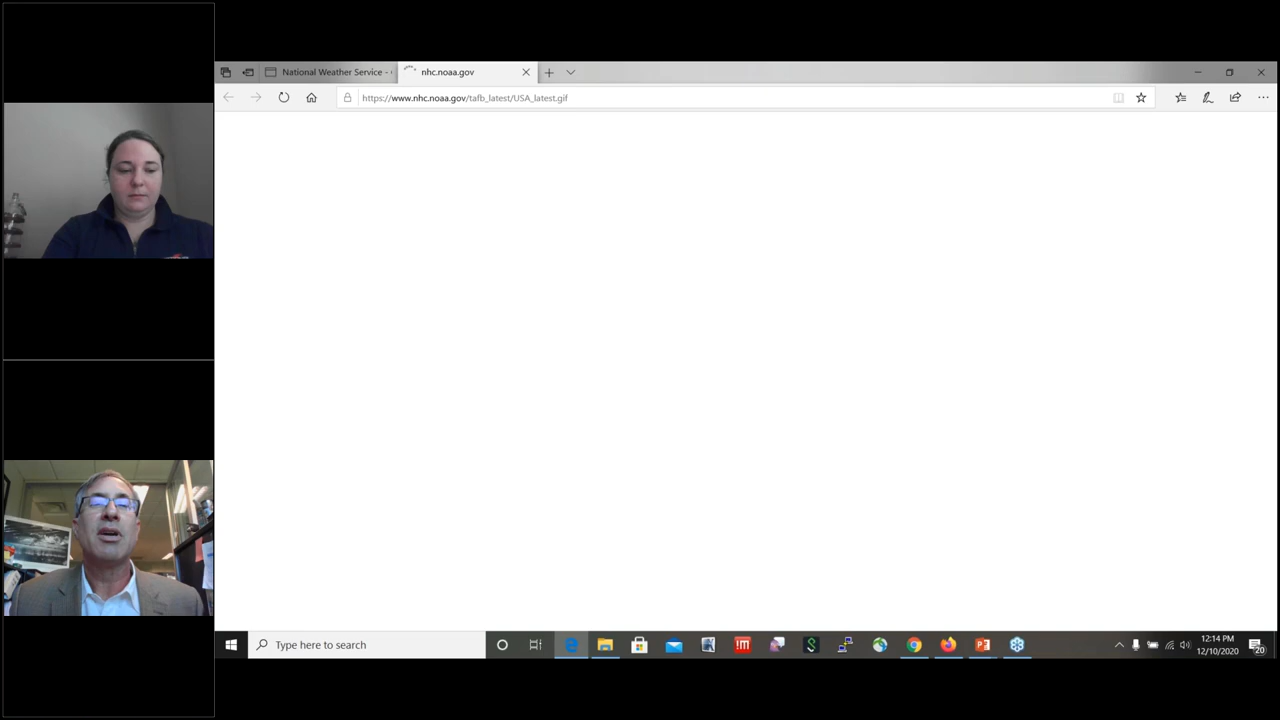 National Weather Service -
nhc.noaa.gov
https://www.nhc.noaa.gov/tafb_latest/USA_latest.gif
Type here to search
12:14 PM
12/10/2020
20